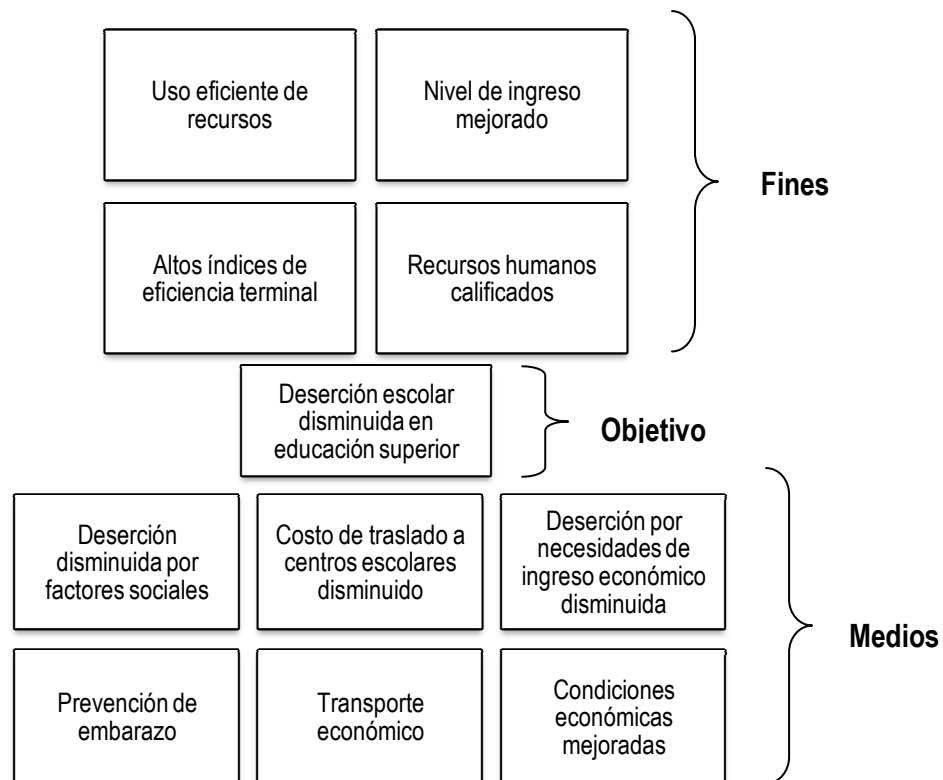 Uso eficiente de
recursos
Nivel de ingreso
mejorado
Fines
Altos índices de
eficiencia terminal
Recursos humanos
calificados
Deserción escolar
disminuida en
educación superior
Objetivo
Deserción
disminuida por
factores sociales
Costo de traslado a
centros escolares
disminuido
Deserción por
necesidades de
ingreso económico
disminuida
Medios
Prevención de
embarazo
Transporte
económico
Condiciones
económicas
mejoradas